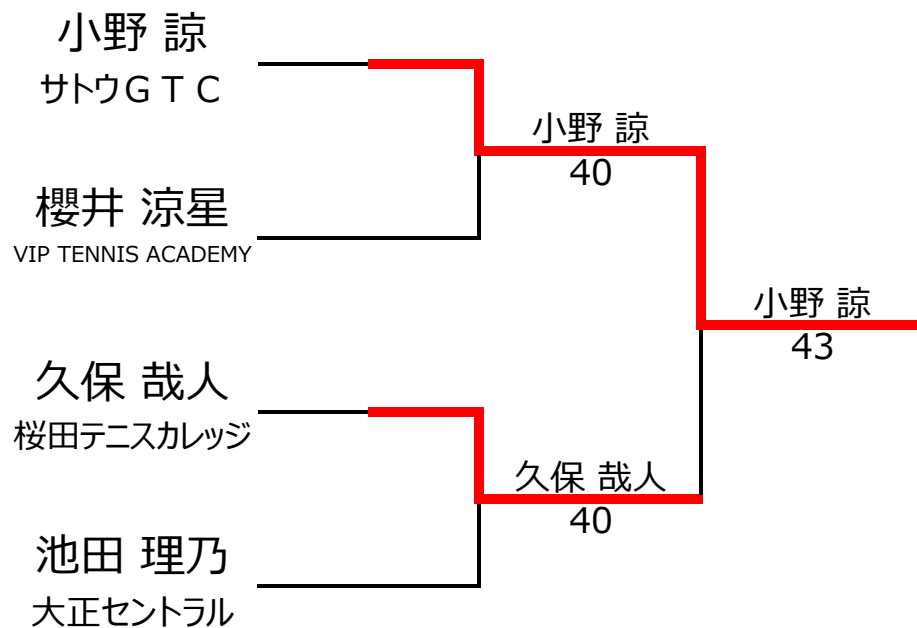 小野 諒
サトウＧＴＣ
櫻井 涼星
VIP TENNIS ACADEMY
久保 哉人
桜田テニスカレッジ
池田 理乃
大正セントラル
小野 諒
40
久保 哉人
40
小野 諒
43